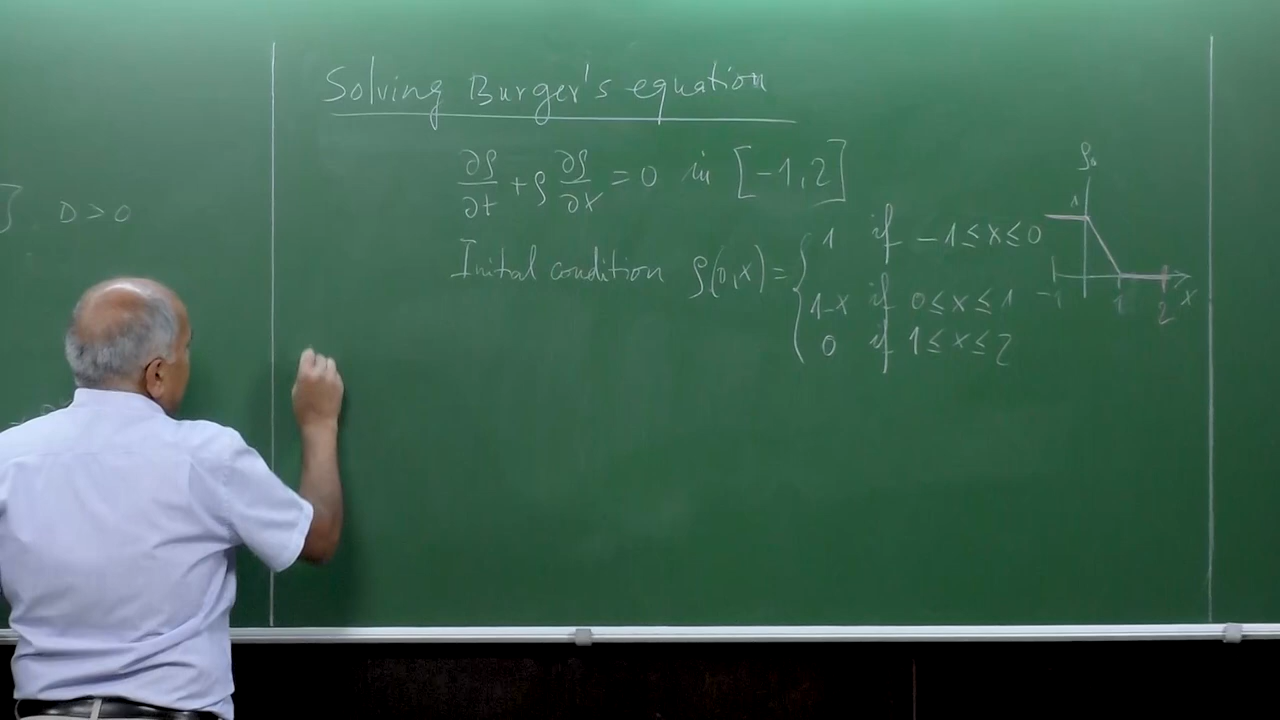 Solving Burger's equation
∂ρ/∂t + ρ ∂ρ/∂x = 0 in [-1,2]
Initial condition ρ(0,x) = { 1 if -1≤x≤0
1-x if 0≤x≤1
0 if 1≤x≤2
] D>0
ρ₀
1
-1 1 2 x